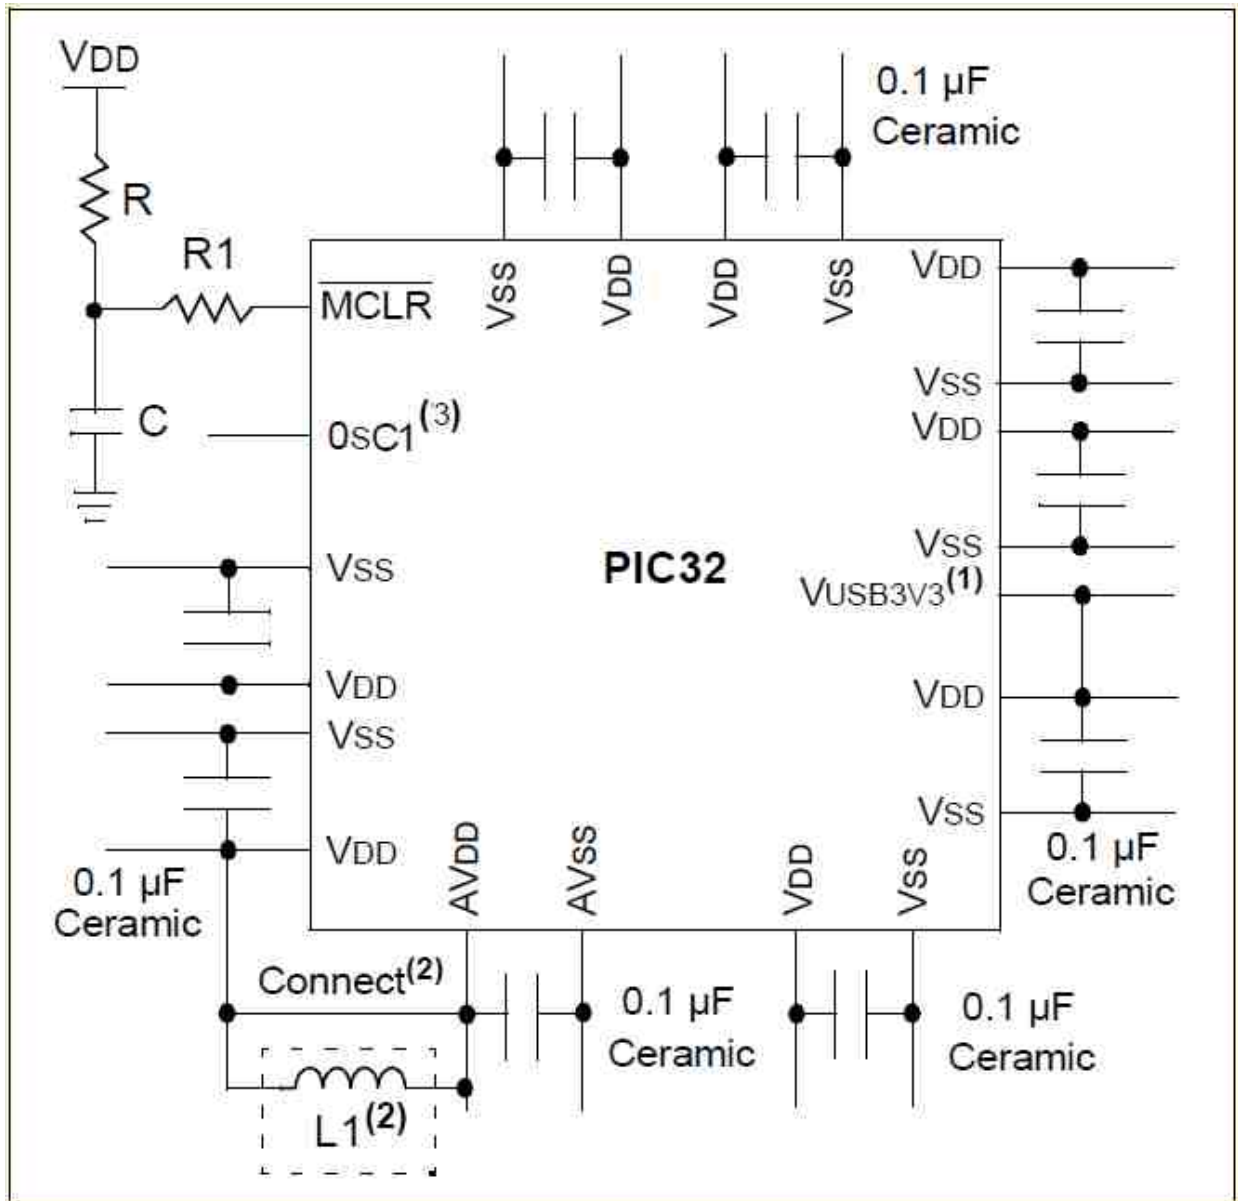 VDD
0.1 µF
Ceramic
R
R1
MCLR
VSS
VDD
VDD
VSS
VDD
VSS
VDD
C
0SC1(3)
VSS
PIC32
VSS
VUSB3V3(1)
VDD
VSS
VDD
VSS
VDD
AVDD
AVSS
VDD
VSS
0.1 µF
Ceramic
0.1 µF
Ceramic
Connect(2)
0.1 µF
Ceramic
0.1 µF
Ceramic
L1(2)